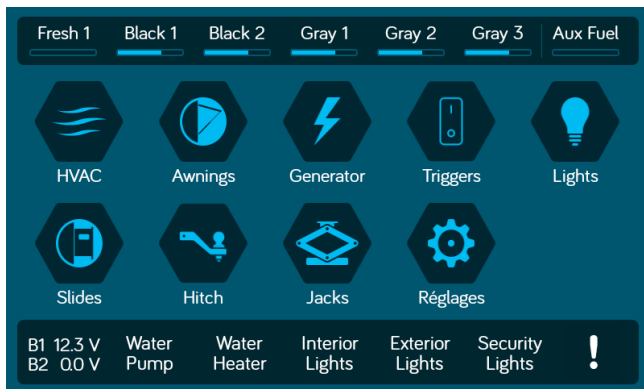 Fresh 1 Black 1 Black 2 Gray 1 Gray 2 Gray 3 Aux Fuel
HVAC Awnings Generator Triggers Lights
Slides Hitch Jacks Réglages
B1 12.3 V Water Water Interior Exterior Security !
B2 0.0 V Pump Heater Lights Lights Lights